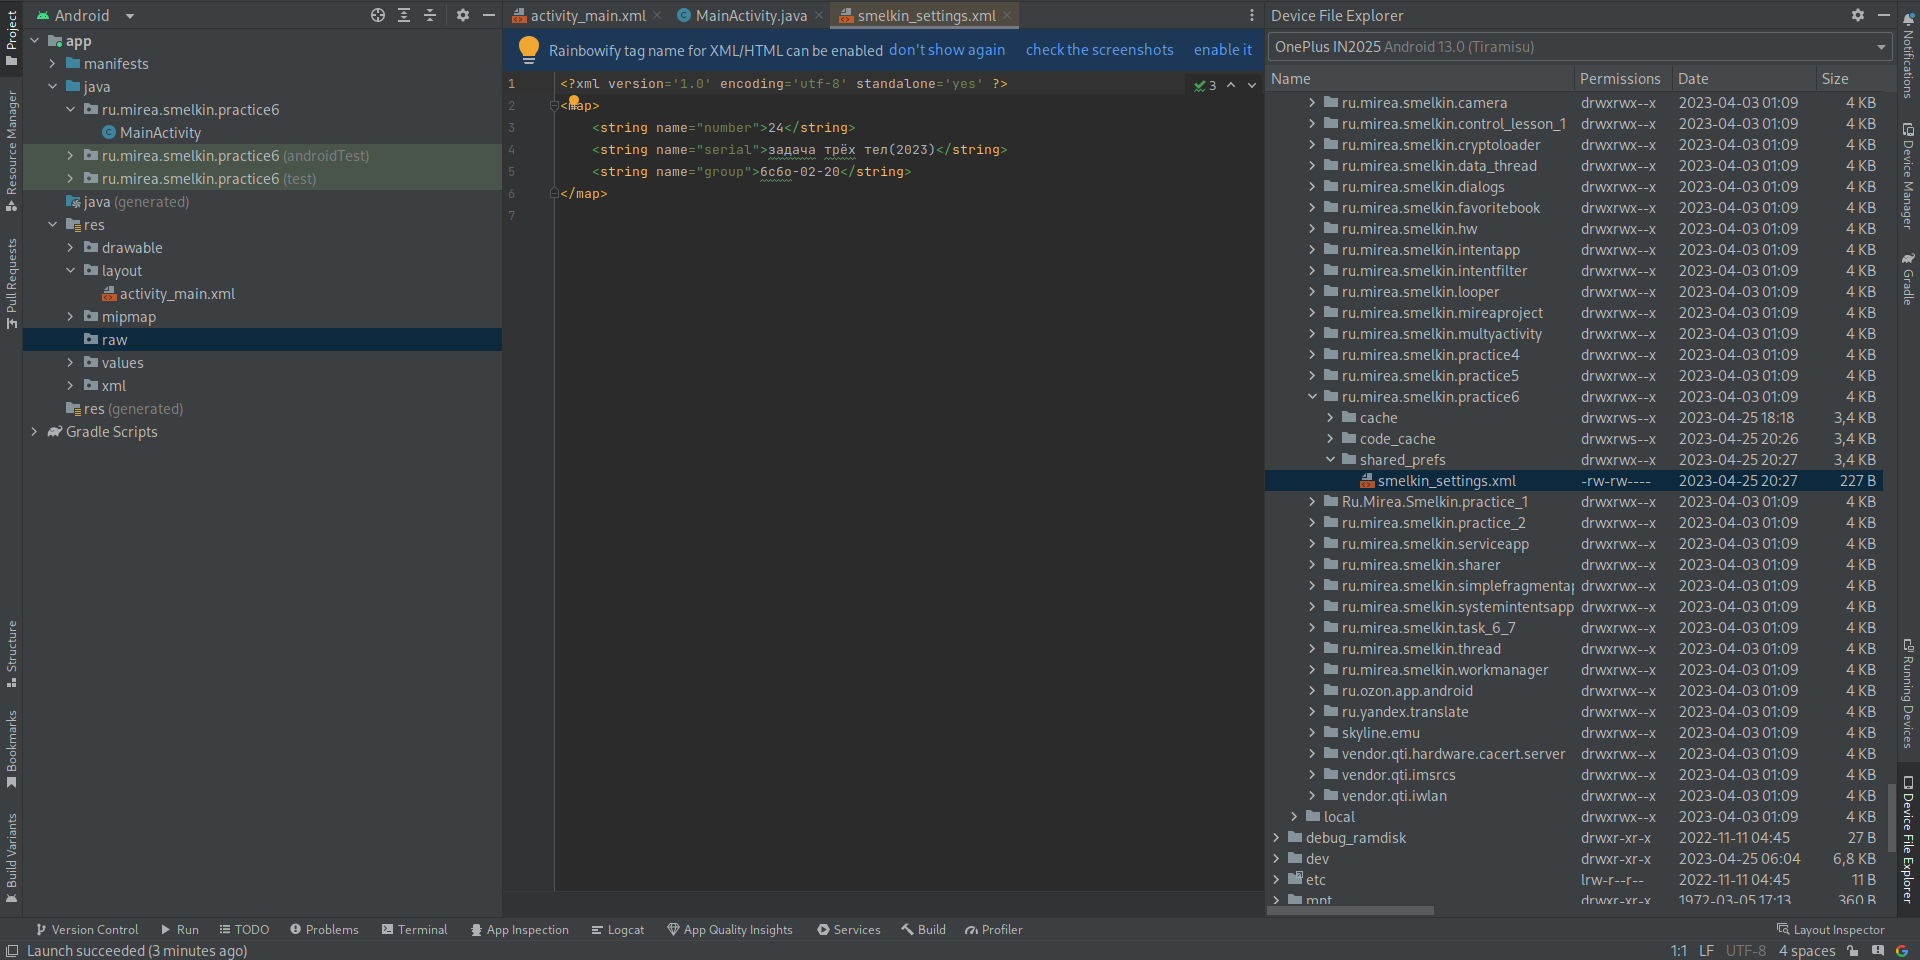 Android
activity_main.xml
MainActivity.java
smelkin_settings.xml
Device File Explorer
Project
Resource Manager
Pull Requests
Structure
Bookmarks
Build Variants
app
manifests
java
ru.mirea.smelkin.practice6
MainActivity
ru.mirea.smelkin.practice6 (androidTest)
ru.mirea.smelkin.practice6 (test)
java (generated)
res
drawable
layout
activity_main.xml
mipmap
raw
values
xml
res (generated)
Gradle Scripts
Rainbowify tag name for XML/HTML can be enabled don't show again check the screenshots enable it
3
1 <?xml version='1.0' encoding='utf-8' standalone='yes' ?>
2 <map>
3 <string name="number">24</string>
4 <string name="serial">задача трёх тел(2023)</string>
5 <string name="group">6с6о-02-20</string>
6 </map>
7
OnePlus IN2025 Android 13.0 (Tiramisu)
Name Permissions Date Size
ru.mirea.smelkin.camera drwxrwx--x 2023-04-03 01:09 4 KB
ru.mirea.smelkin.control_lesson_1 drwxrwx--x 2023-04-03 01:09 4 KB
ru.mirea.smelkin.cryptoloader drwxrwx--x 2023-04-03 01:09 4 KB
ru.mirea.smelkin.data_thread drwxrwx--x 2023-04-03 01:09 4 KB
ru.mirea.smelkin.dialogs drwxrwx--x 2023-04-03 01:09 4 KB
ru.mirea.smelkin.favoritebook drwxrwx--x 2023-04-03 01:09 4 KB
ru.mirea.smelkin.hw drwxrwx--x 2023-04-03 01:09 4 KB
ru.mirea.smelkin.intentapp drwxrwx--x 2023-04-03 01:09 4 KB
ru.mirea.smelkin.intentfilter drwxrwx--x 2023-04-03 01:09 4 KB
ru.mirea.smelkin.looper drwxrwx--x 2023-04-03 01:09 4 KB
ru.mirea.smelkin.mireaproject drwxrwx--x 2023-04-03 01:09 4 KB
ru.mirea.smelkin.multyactivity drwxrwx--x 2023-04-03 01:09 4 KB
ru.mirea.smelkin.practice4 drwxrwx--x 2023-04-03 01:09 4 KB
ru.mirea.smelkin.practice5 drwxrwx--x 2023-04-03 01:09 4 KB
ru.mirea.smelkin.practice6 drwxrwx--x 2023-04-03 01:09 4 KB
cache drwxrws--x 2023-04-25 18:18 3,4 KB
code_cache drwxrws--x 2023-04-25 20:26 3,4 KB
shared_prefs drwxrwx--x 2023-04-25 20:27 3,4 KB
smelkin_settings.xml -rw-rw---- 2023-04-25 20:27 227 B
Ru.Mirea.Smelkin.practice_1 drwxrwx--x 2023-04-03 01:09 4 KB
ru.mirea.smelkin.practice_2 drwxrwx--x 2023-04-03 01:09 4 KB
ru.mirea.smelkin.serviceapp drwxrwx--x 2023-04-03 01:09 4 KB
ru.mirea.smelkin.sharer drwxrwx--x 2023-04-03 01:09 4 KB
ru.mirea.smelkin.simplefragmentap drwxrwx--x 2023-04-03 01:09 4 KB
ru.mirea.smelkin.systemintentsapp drwxrwx--x 2023-04-03 01:09 4 KB
ru.mirea.smelkin.task_6_7 drwxrwx--x 2023-04-03 01:09 4 KB
ru.mirea.smelkin.thread drwxrwx--x 2023-04-03 01:09 4 KB
ru.mirea.smelkin.workmanager drwxrwx--x 2023-04-03 01:09 4 KB
ru.ozon.app.android drwxrwx--x 2023-04-03 01:09 4 KB
ru.yandex.translate drwxrwx--x 2023-04-03 01:09 4 KB
skyline.emu drwxrwx--x 2023-04-03 01:09 4 KB
vendor.qti.hardware.cacert.server drwxrwx--x 2023-04-03 01:09 4 KB
vendor.qti.imsrcs drwxrwx--x 2023-04-03 01:09 4 KB
vendor.qti.iwlan drwxrwx--x 2023-04-03 01:09 4 KB
local drwxrwx--x 2023-04-03 01:09 4 KB
debug_ramdisk drwxr-xr-x 2022-11-11 04:45 27 B
dev drwxr-xr-x 2023-04-25 06:04 6,8 KB
etc lrw-r--r-- 2022-11-11 04:45 11 B
mnt drwxr-xr-x 1972-03-05 17:13 360 B
Notifications
Device Manager
Gradle
Running Devices
Device File Explorer
Version Control Run TODO Problems Terminal App Inspection Logcat App Quality Insights Services Build Profiler Layout Inspector
Launch succeeded (3 minutes ago) 1:1 LF UTF-8 4 spaces